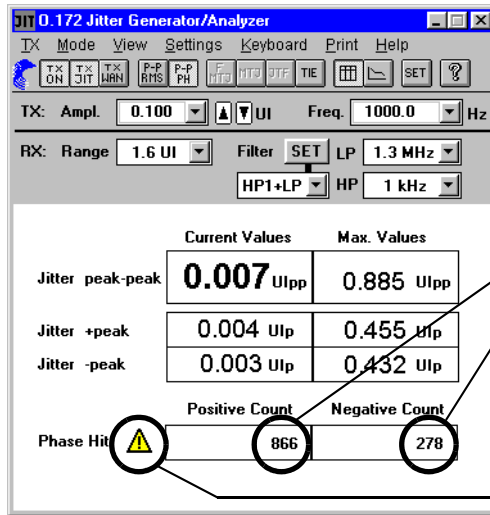 JIT 0.172 Jitter Generator/Analyzer
TX Mode View Settings Keyboard Print Help
TX ON TX JIT TX WAN P-P RMS P-P PH F MTJ MTJ JTF TIE SET ?
TX: Ampl. 0.100 UI Freq. 1000.0 Hz
RX: Range 1.6 UI Filter SET LP 1.3 MHz
HP1+LP HP 1 kHz
Current Values Max. Values
Jitter peak-peak 0.007 UIpp 0.885 UIpp
Jitter +peak 0.004 UIp 0.455 UIp
Jitter -peak 0.003 UIp 0.432 UIp
Positive Count Negative Count
Phase Hit 866 278